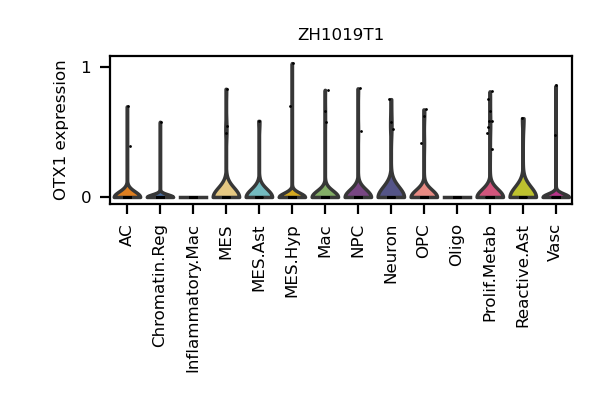 ZH1019T1
OTX1 expression
1
0
AC
Chromatin.Reg
Inflammatory.Mac
MES
MES.Ast
MES.Hyp
Mac
NPC
Neuron
OPC
Oligo
Prolif.Metab
Reactive.Ast
Vasc